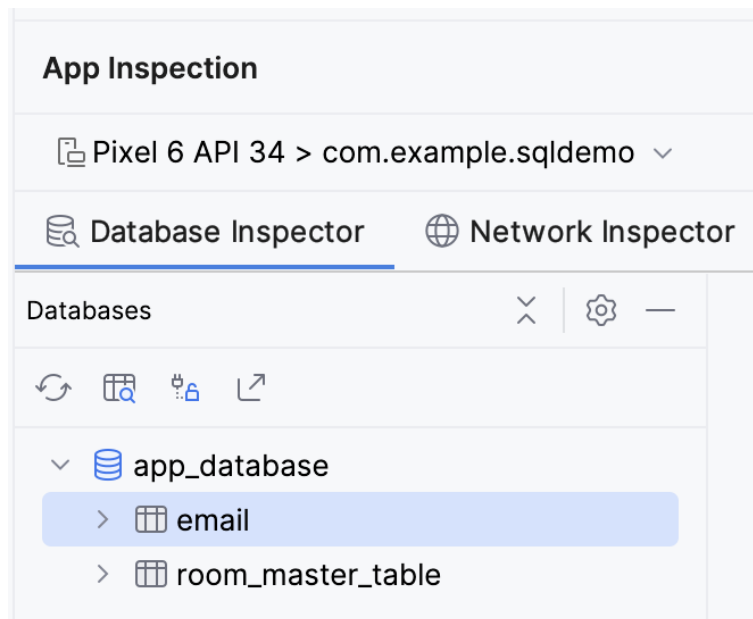 App Inspection
Pixel 6 API 34 > com.example.sqldemo
Database Inspector Network Inspector
Databases
app_database
email
room_master_table